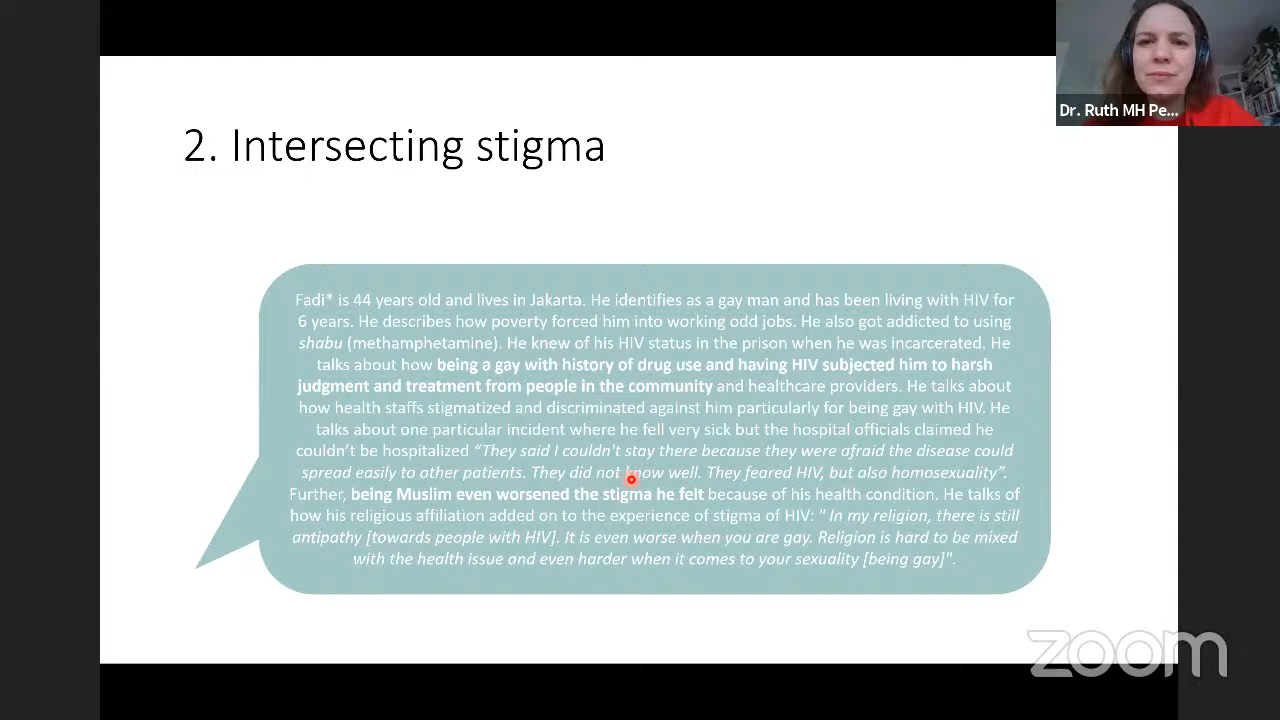 Dr. Ruth MH Pe...
2. Intersecting stigma
Fadi* is 44 years old and lives in Jakarta. He identifies as a gay man and has been living with HIV for
6 years. He describes how poverty forced him into working odd jobs. He also got addicted to using
shabu (methamphetamine). He knew of his HIV status in the prison when he was incarcerated. He
talks about how being a gay with history of drug use and having HIV subjected him to harsh
judgment and treatment from people in the community and healthcare providers. He talks about
how health staffs stigmatized and discriminated against him particularly for being gay with HIV. He
talks about one particular incident where he fell very sick but the hospital officials claimed he
couldn’t be hospitalized “They said I couldn't stay there because they were afraid the disease could
spread easily to other patients. They did not know well. They feared HIV, but also homosexuality”.
Further, being Muslim even worsened the stigma he felt because of his health condition. He talks of
how his religious affiliation added on to the experience of stigma of HIV: " In my religion, there is still
antipathy [towards people with HIV]. It is even worse when you are gay. Religion is hard to be mixed
with the health issue and even harder when it comes to your sexuality [being gay]".
zoom